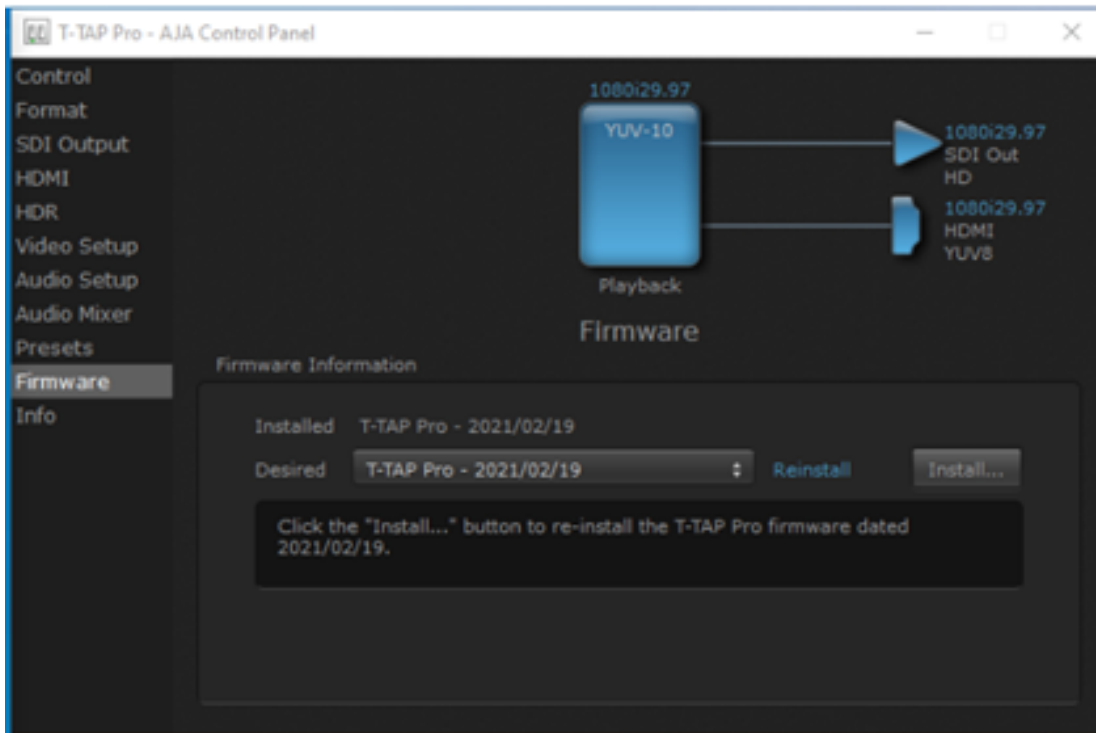 T-TAP Pro - AJA Control Panel
Control
Format
SDI Output
HDMI
HDR
Video Setup
Audio Setup
Audio Mixer
Presets
Firmware
Info
1080i29.97
YUV-10
Playback
1080i29.97
SDI Out
HD
1080i29.97
HDMI
YUV8
Firmware
Firmware Information
Installed T-TAP Pro - 2021/02/19
Desired T-TAP Pro - 2021/02/19 Reinstall Install...
Click the "Install..." button to re-install the T-TAP Pro firmware dated
2021/02/19.